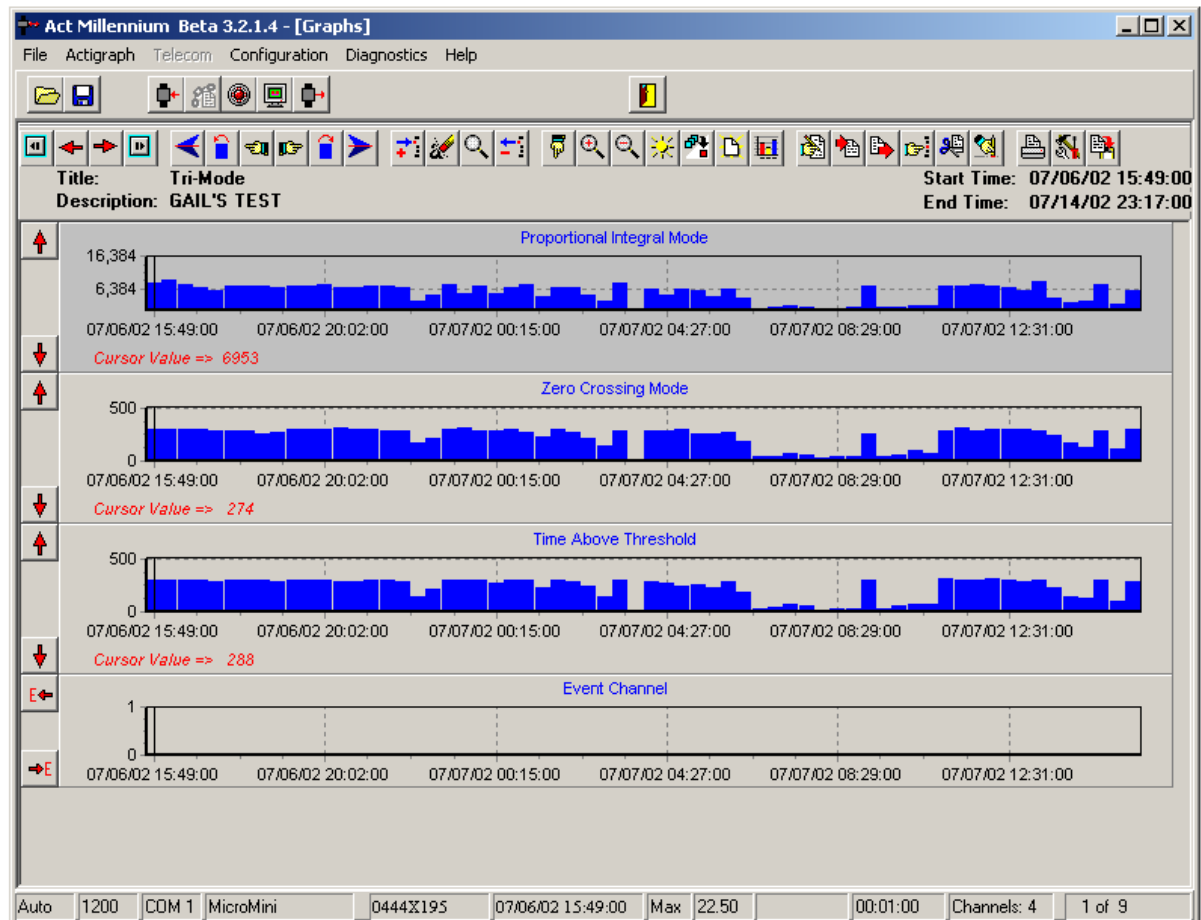 Act Millennium Beta 3.2.1.4 - [Graphs]
File Actigraph Telecom Configuration Diagnostics Help
Title: Tri-Mode
Start Time: 07/06/02 15:49:00
Description: GAIL'S TEST
End Time: 07/14/02 23:17:00
Proportional Integral Mode
16,384
6,384
07/06/02 15:49:00 07/06/02 20:02:00 07/07/02 00:15:00 07/07/02 04:27:00 07/07/02 08:29:00 07/07/02 12:31:00
Cursor Value => 6953
Zero Crossing Mode
500
0
07/06/02 15:49:00 07/06/02 20:02:00 07/07/02 00:15:00 07/07/02 04:27:00 07/07/02 08:29:00 07/07/02 12:31:00
Cursor Value => 274
Time Above Threshold
500
0
07/06/02 15:49:00 07/06/02 20:02:00 07/07/02 00:15:00 07/07/02 04:27:00 07/07/02 08:29:00 07/07/02 12:31:00
Cursor Value => 288
E
Event Channel
1
0
E
07/06/02 15:49:00 07/06/02 20:02:00 07/07/02 00:15:00 07/07/02 04:27:00 07/07/02 08:29:00 07/07/02 12:31:00
Auto 1200 COM 1 MicroMini 0444X195 07/06/02 15:49:00 Max 22.50 00:01:00 Channels: 4 1 of 9